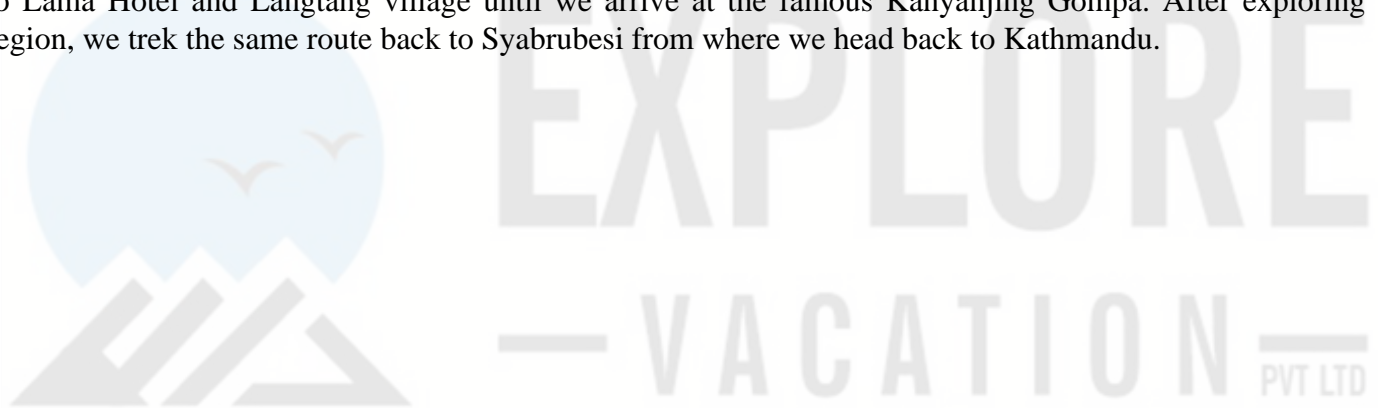 Lama Hotel and Langtang village until we arrive at the famous Kanyanjing Gompa. After exploring
egion, we trek the same route back to Syabrubesi from where we head back to Kathmandu.
EXPLORE
VACATION
PVT LTD